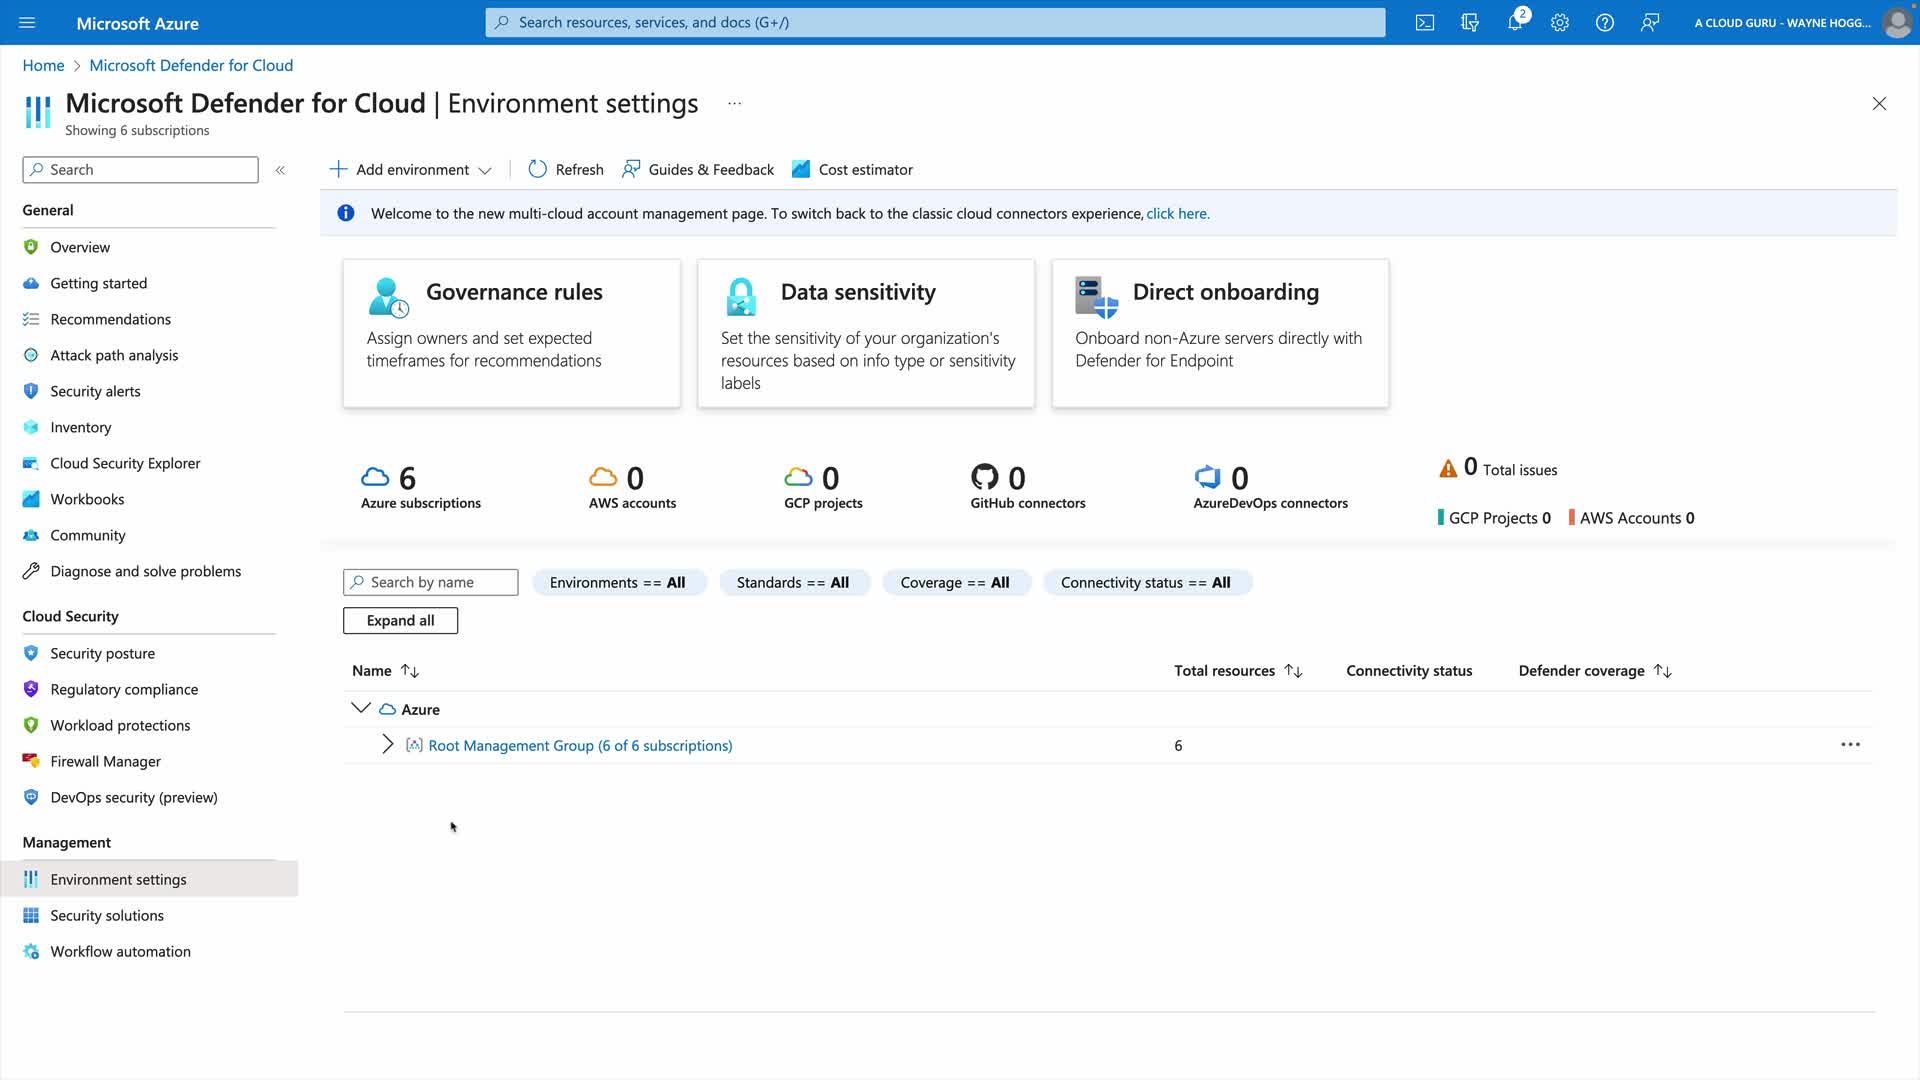 Microsoft Azure
Search resources, services, and docs (G+/)
2
A CLOUD GURU - WAYNE HOGG...
Home > Microsoft Defender for Cloud
Microsoft Defender for Cloud | Environment settings ...
Showing 6 subscriptions
Search
«
Add environment
Refresh
Guides & Feedback
Cost estimator
Welcome to the new multi-cloud account management page. To switch back to the classic cloud connectors experience, click here.
General
Overview
Getting started
Recommendations
Attack path analysis
Security alerts
Inventory
Cloud Security Explorer
Workbooks
Community
Diagnose and solve problems
Cloud Security
Security posture
Regulatory compliance
Workload protections
Firewall Manager
DevOps security (preview)
Management
Environment settings
Security solutions
Workflow automation
Governance rules
Assign owners and set expected
timeframes for recommendations
Data sensitivity
Set the sensitivity of your organization's
resources based on info type or sensitivity
labels
Direct onboarding
Onboard non-Azure servers directly with
Defender for Endpoint
6
Azure subscriptions
0
AWS accounts
0
GCP projects
0
GitHub connectors
0
AzureDevOps connectors
0 Total issues
GCP Projects 0
AWS Accounts 0
Search by name
Environments == All
Standards == All
Coverage == All
Connectivity status == All
Expand all
Name ↑↓
Total resources ↑↓
Connectivity status
Defender coverage ↑↓
Azure
Root Management Group (6 of 6 subscriptions)
6
...